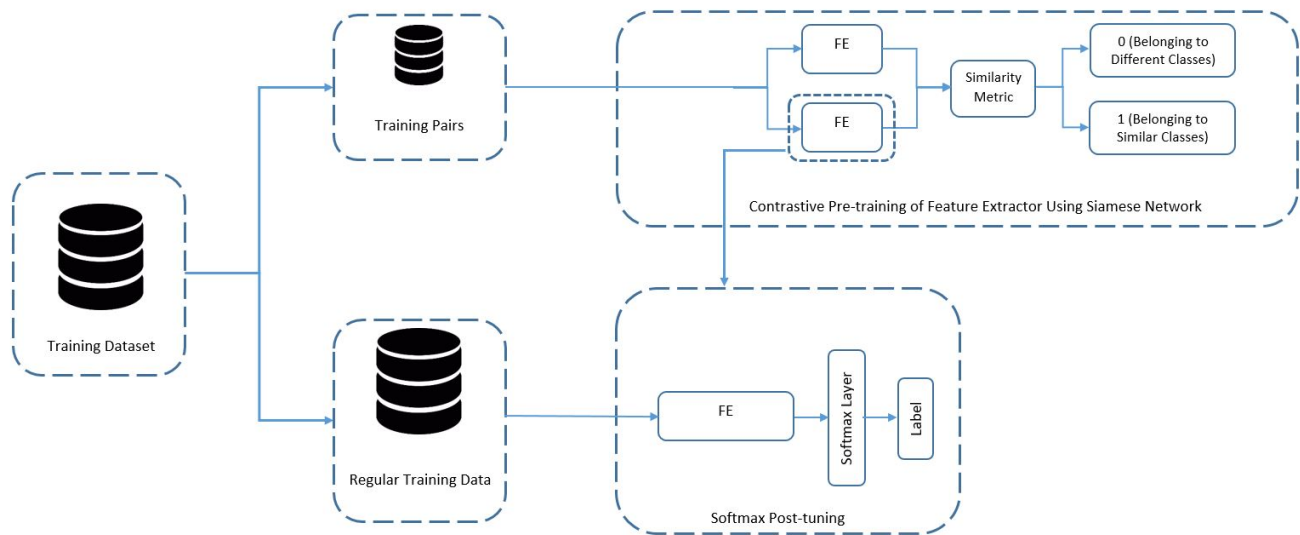 Training Dataset
Training Pairs
Regular Training Data
FE
FE
Similarity
Metric
0 (Belonging to
Different Classes)
1 (Belonging to
Similar Classes)
Contrastive Pre-training of Feature Extractor Using Siamese Network
FE
Softmax Layer
Label
Softmax Post-tuning